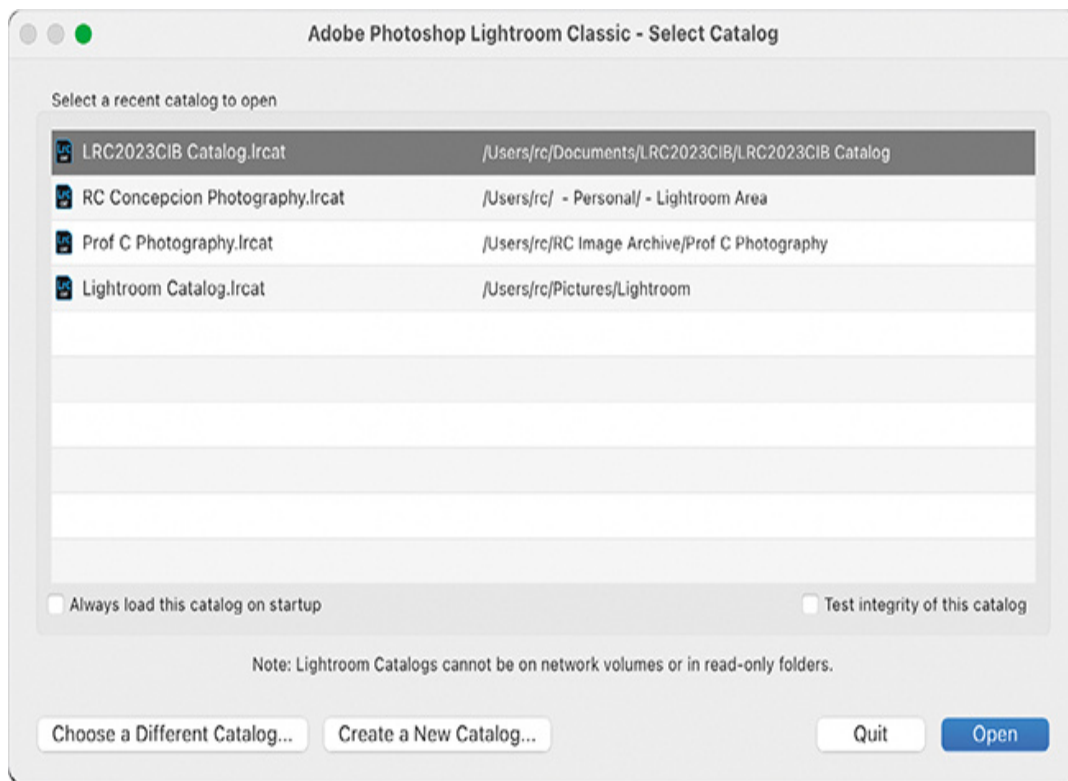 Adobe Photoshop Lightroom Classic - Select Catalog
Select a recent catalog to open
LRC2023CIB Catalog.lrcat /Users/rc/Documents/LRC2023CIB/LRC2023CIB Catalog
RC Concepcion Photography.lrcat /Users/rc/ - Personal/ - Lightroom Area
Prof C Photography.lrcat /Users/rc/RC Image Archive/Prof C Photography
Lightroom Catalog.lrcat /Users/rc/Pictures/Lightroom
Always load this catalog on startup Test integrity of this catalog
Note: Lightroom Catalogs cannot be on network volumes or in read-only folders.
Choose a Different Catalog... Create a New Catalog... Quit Open